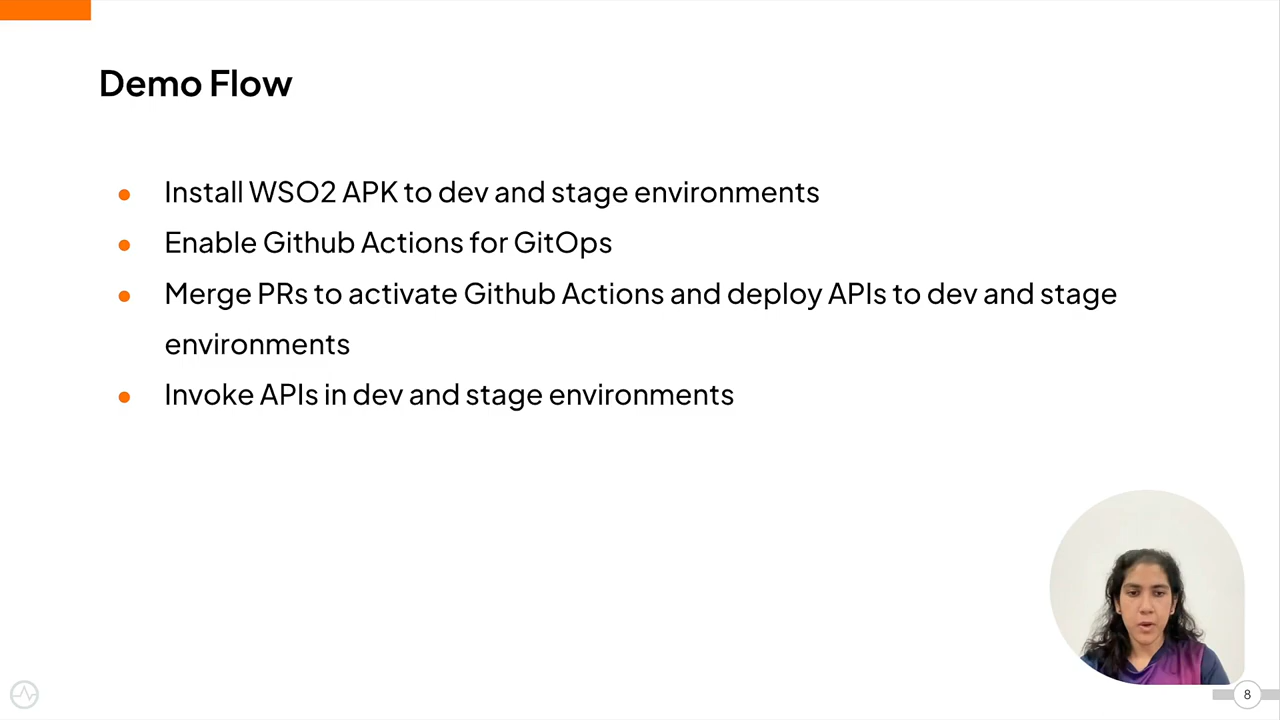 Demo Flow
● Install WSO2 APK to dev and stage environments
● Enable Github Actions for GitOps
● Merge PRs to activate Github Actions and deploy APIs to dev and stage
environments
● Invoke APIs in dev and stage environments
8